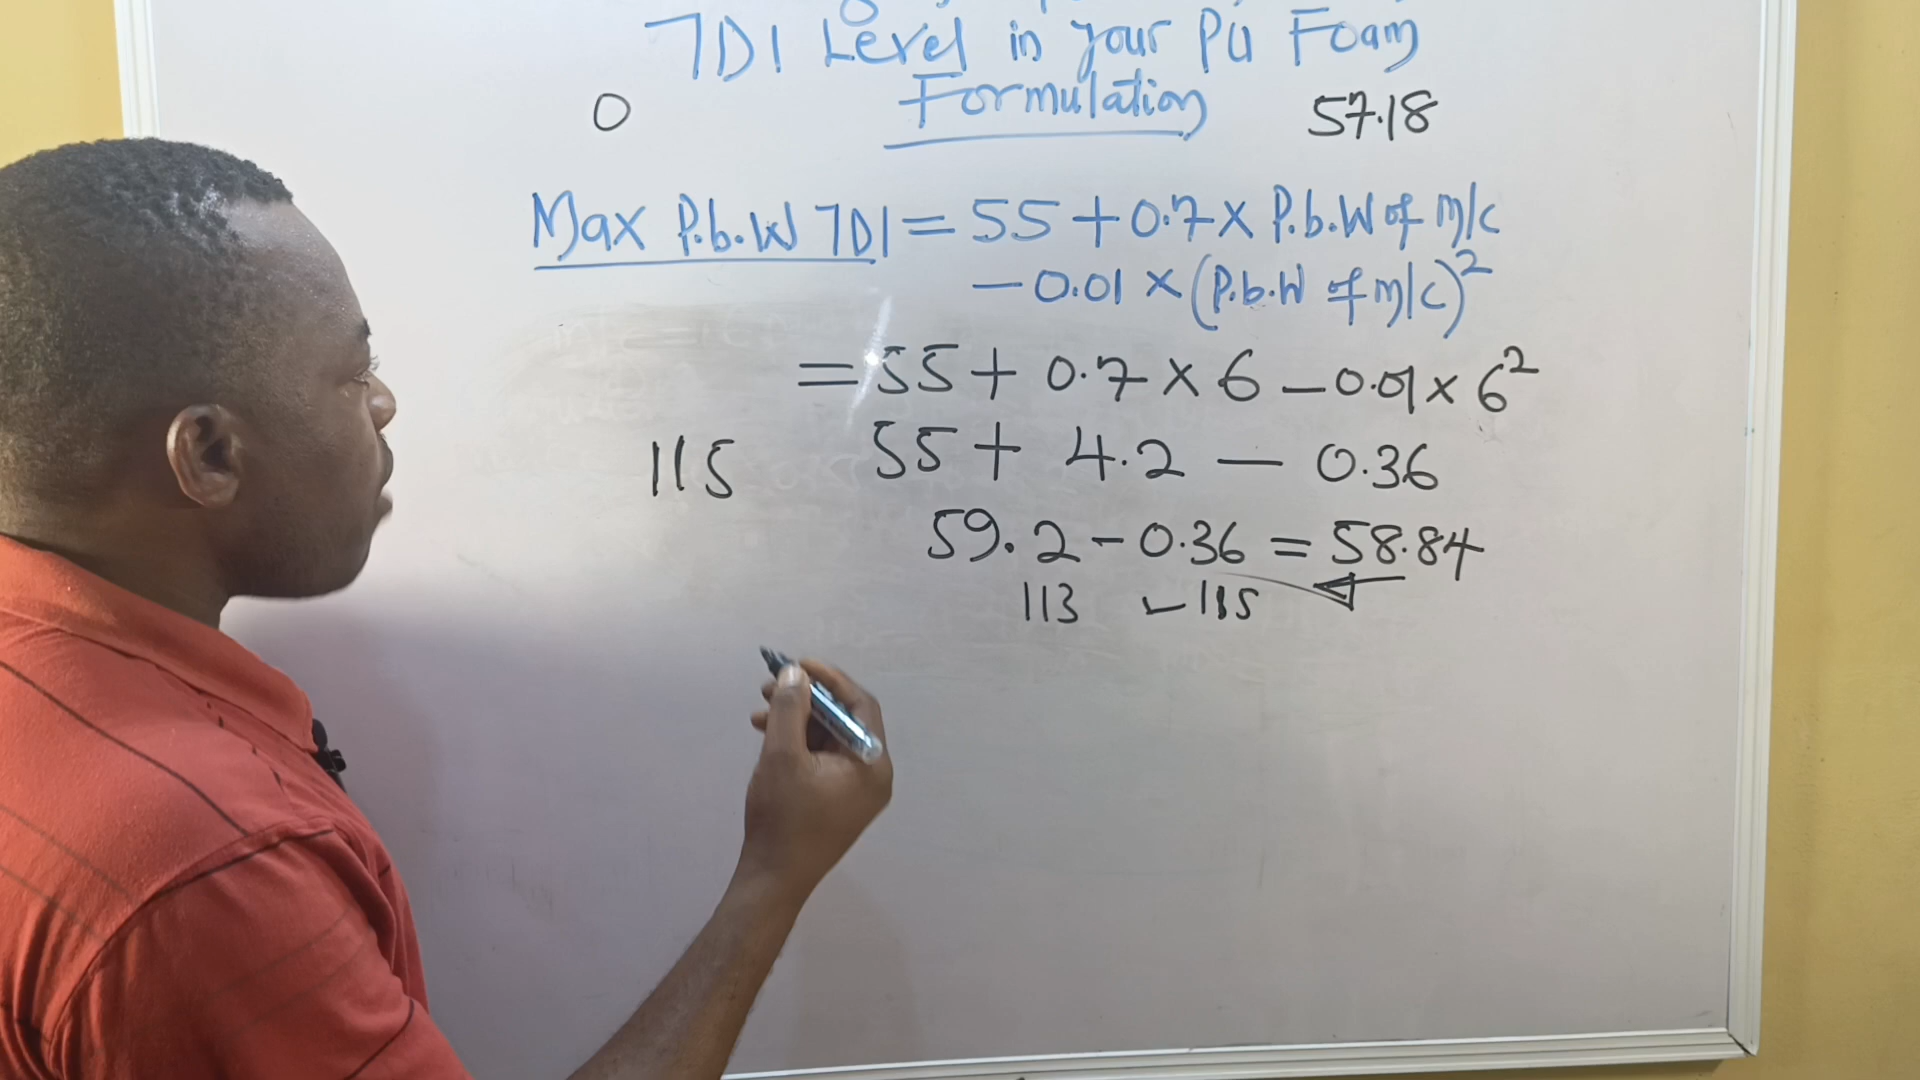 TDI Level in your PU Foam
Formulation
0
57.18
Max P.b.W TDI = 55 + 0.7 x P.b.W of m/c
- 0.01 x (P.b.W of m/c)²
= 55 + 0.7 x 6 - 0.01 x 6²
115
55 + 4.2 - 0.36
59.2 - 0.36 = 58.84
113 - 115